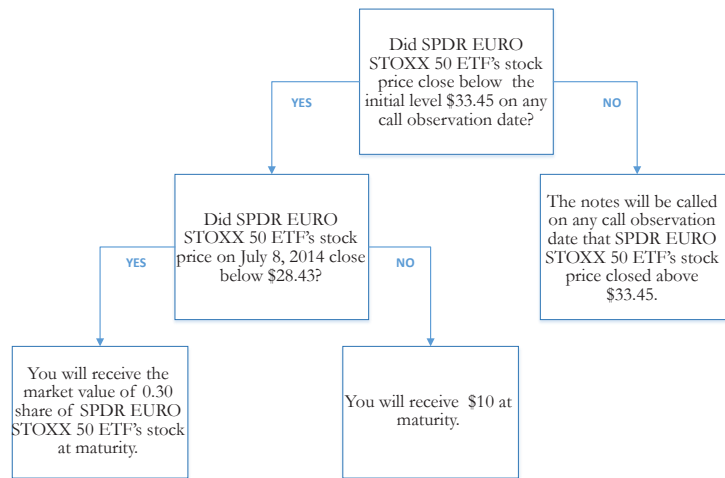 Did SPDR EURO
STOXX 50 ETF's stock
price close below the
initial level $33.45 on any
call observation date?
YES
NO
Did SPDR EURO
STOXX 50 ETF's stock
price on July 8, 2014 close
below $28.43?
The notes will be called
on any call observation
date that SPDR EURO
STOXX 50 ETF's stock
price closed above
$33.45.
YES
NO
You will receive the
market value of 0.30
share of SPDR EURO
STOXX 50 ETF's stock
at maturity.
You will receive $10 at
maturity.